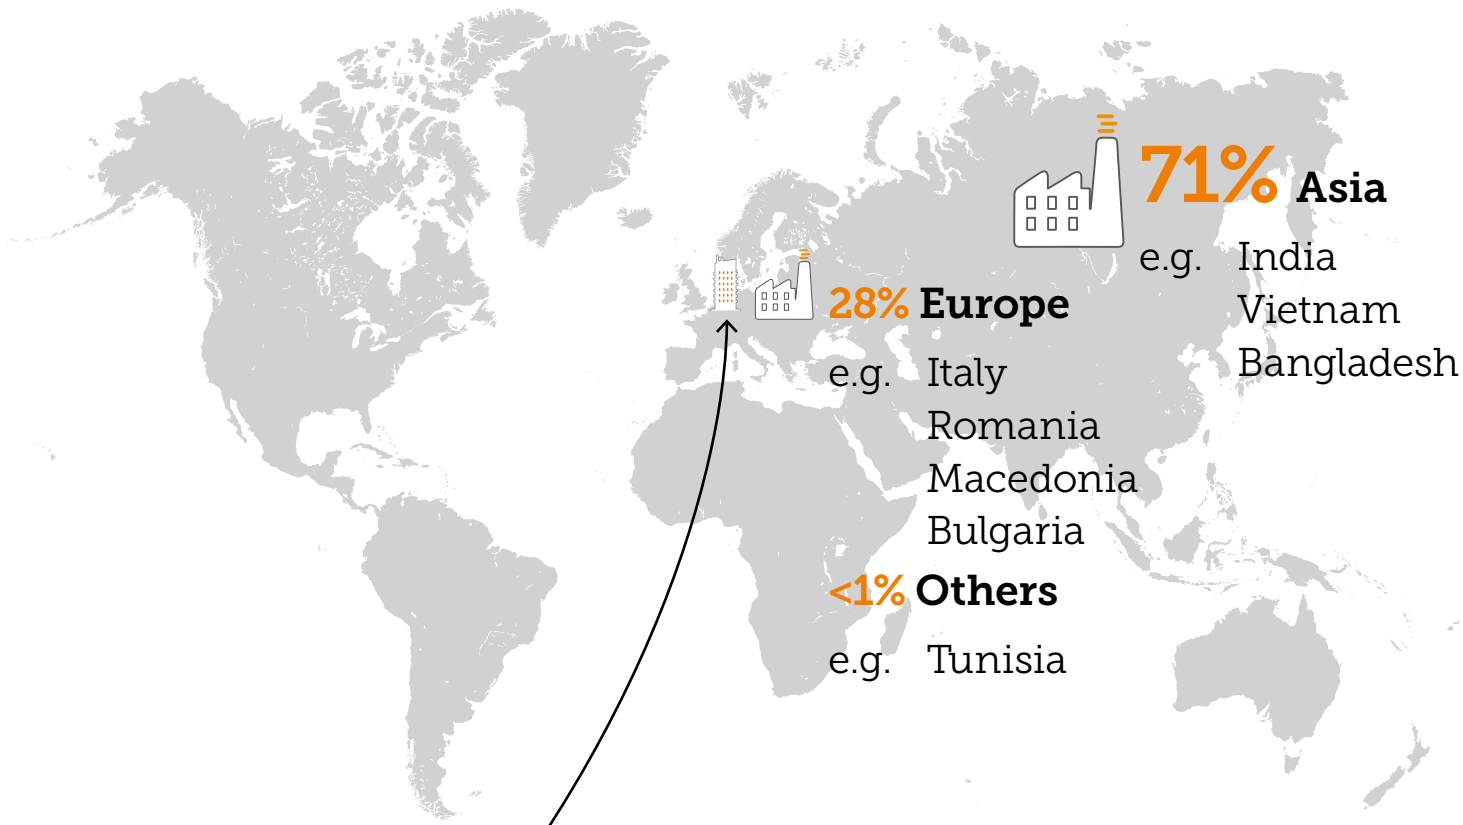 71% Asia
e.g. India
Vietnam
Bangladesh
28% Europe
e.g. Italy
Romania
Macedonia
Bulgaria
<1% Others
e.g. Tunisia